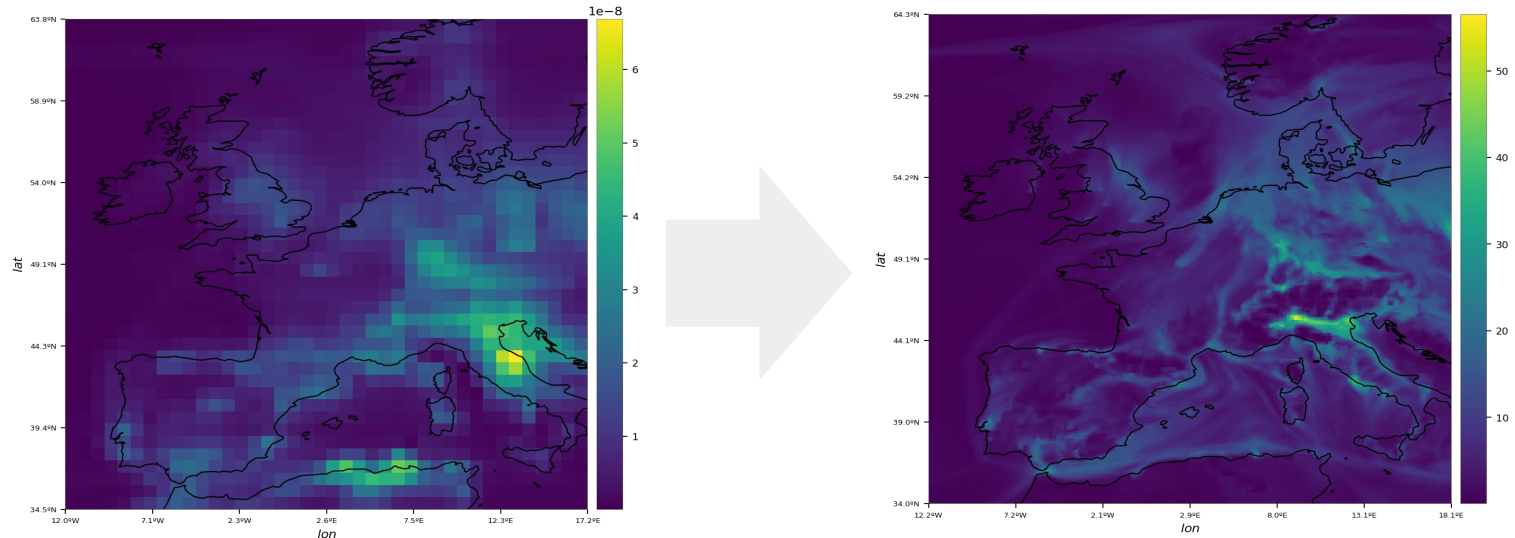 1e−8
63.8ºN
58.9ºN
54.0ºN
49.1ºN
44.3ºN
39.4ºN
34.5ºN
lat
12.0ºW 7.1ºW 2.3ºW 2.6ºE 7.5ºE 12.3ºE 17.2ºE
lon
6
5
4
3
2
1
64.3ºN
59.2ºN
54.2ºN
49.1ºN
44.1ºN
39.0ºN
34.0ºN
lat
12.2ºW 7.2ºW 2.1ºW 2.9ºE 8.0ºE 13.1ºE 18.1ºE
lon
50
40
30
20
10